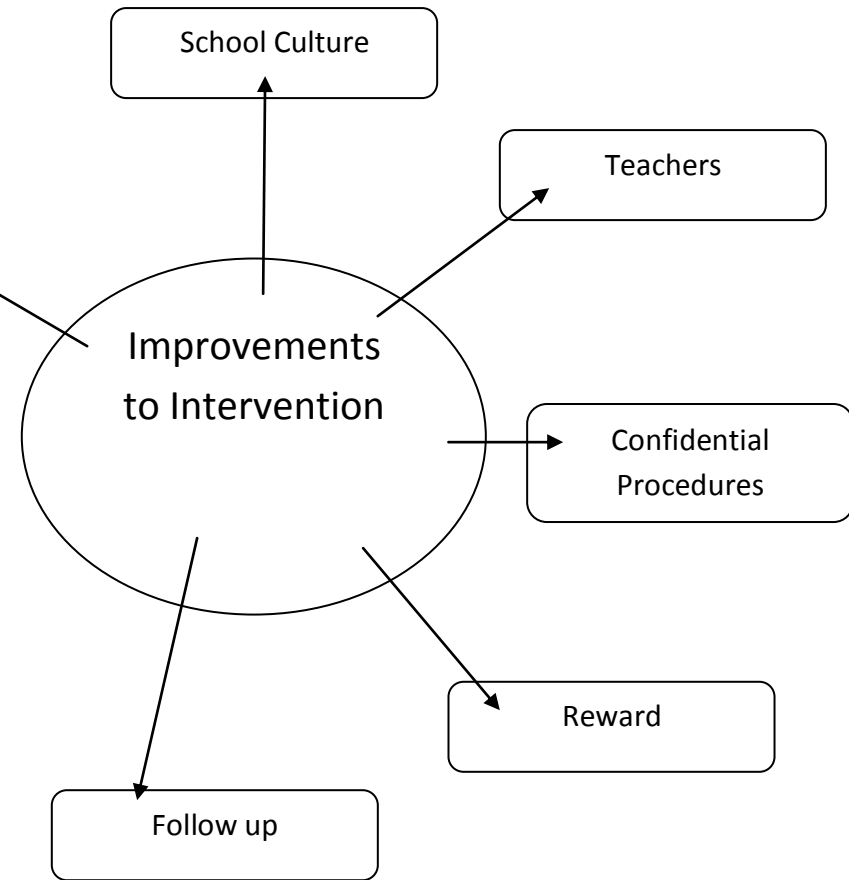 School Culture
Teachers
Improvements
to Intervention
Confidential
Procedures
Reward
Follow up